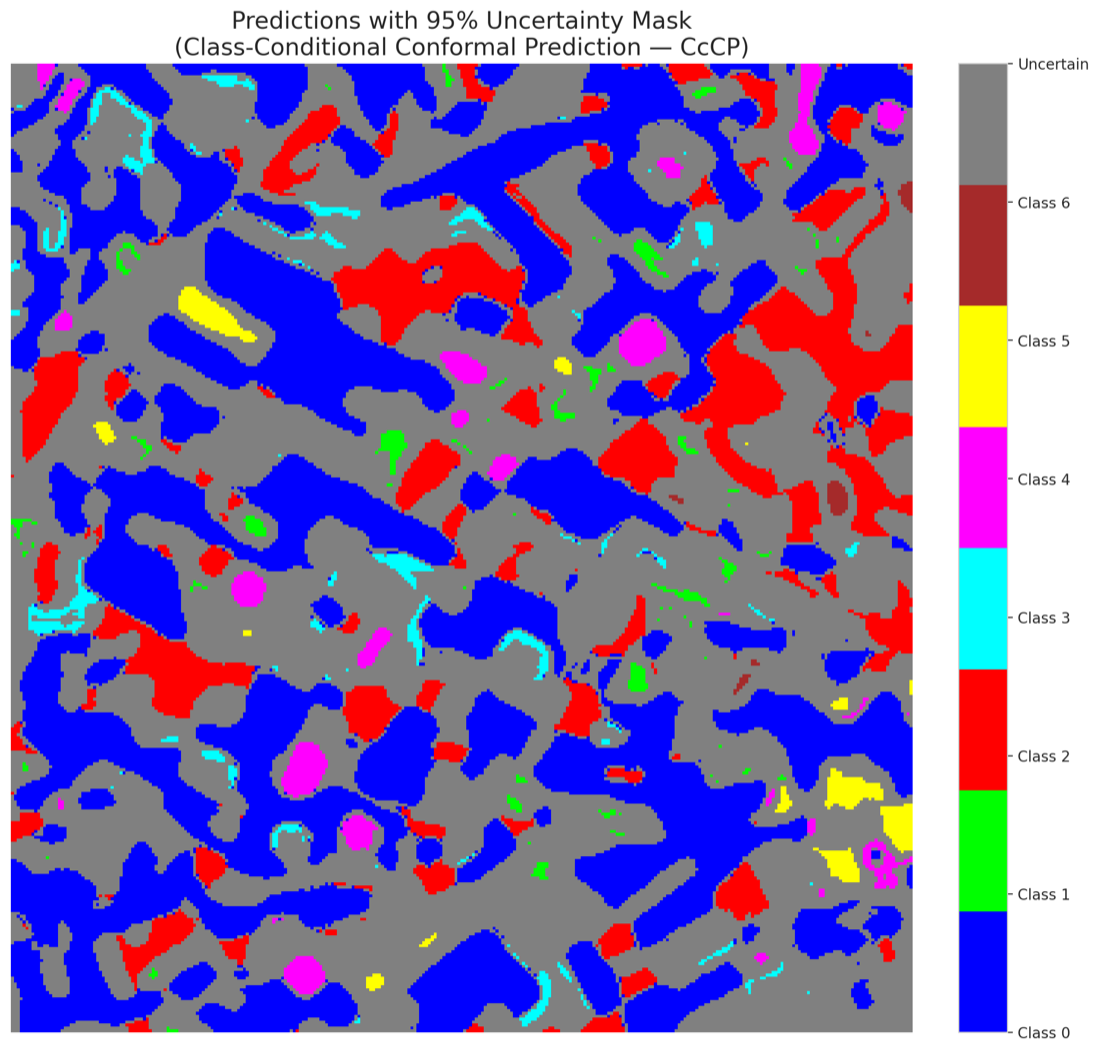 Predictions with 95% Uncertainty Mask
(Class-Conditional Conformal Prediction — CcCP)
Uncertain
Class 6
Class 5
Class 4
Class 3
Class 2
Class 1
Class 0